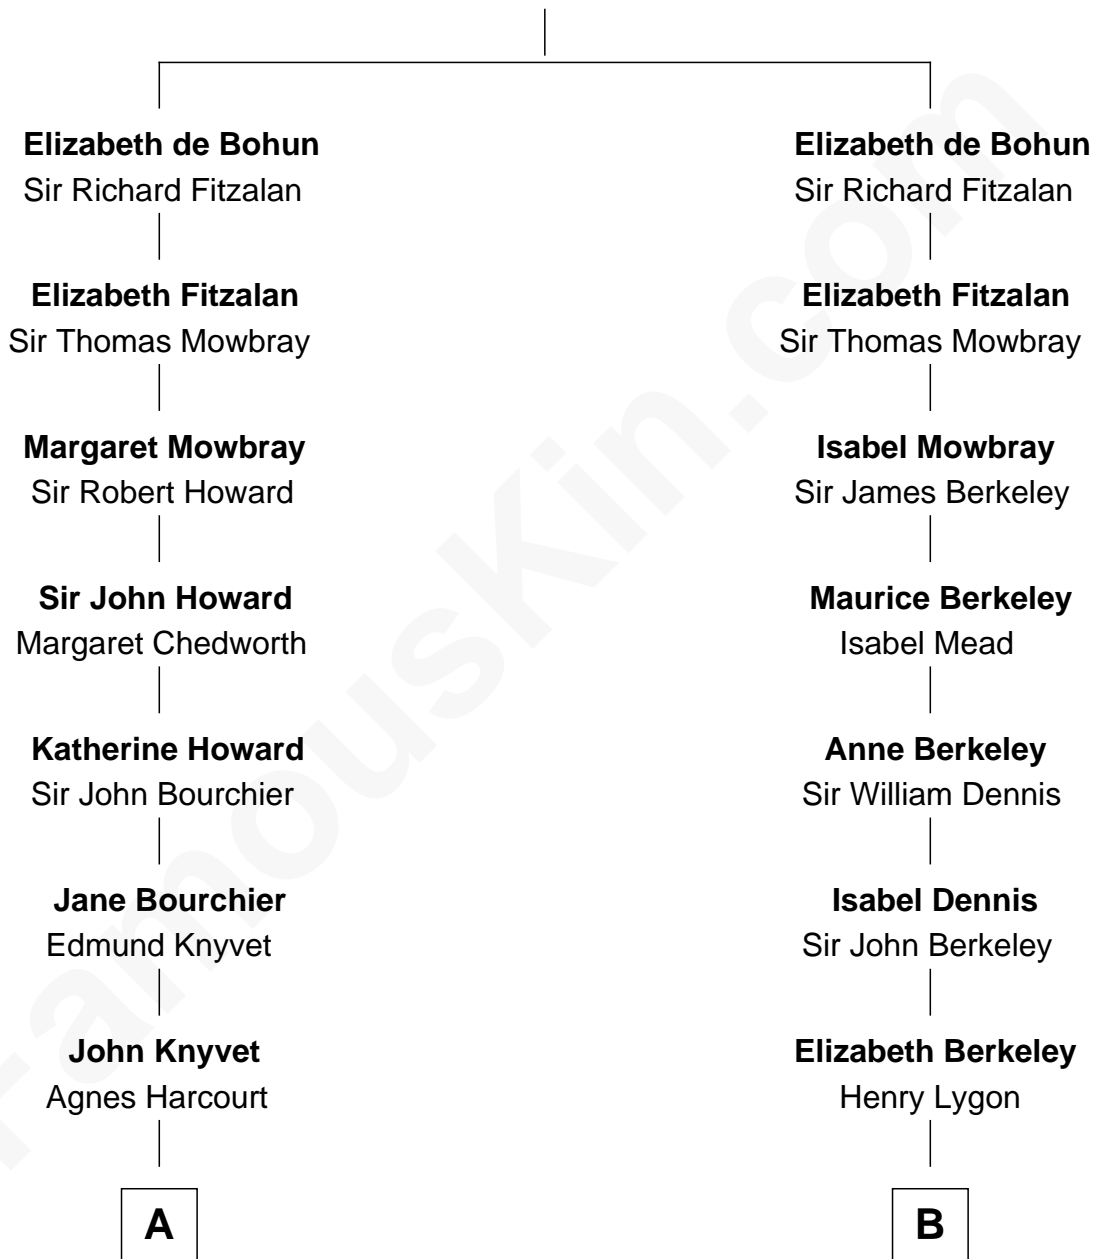 Elizabeth de Bohun
Sir Richard Fitzalan
Elizabeth Fitzalan
Sir Thomas Mowbray
Margaret Mowbray
Sir Robert Howard
Sir John Howard
Margaret Chedworth
Katherine Howard
Sir John Bourchier
Jane Bourchier
Edmund Knyvet
John Knyvet
Agnes Harcourt
A
Elizabeth de Bohun
Sir Richard Fitzalan
Elizabeth Fitzalan
Sir Thomas Mowbray
Isabel Mowbray
Sir James Berkeley
Maurice Berkeley
Isabel Mead
Anne Berkeley
Sir William Dennis
Isabel Dennis
Sir John Berkeley
Elizabeth Berkeley
Henry Lygon
B
FamousKin.com